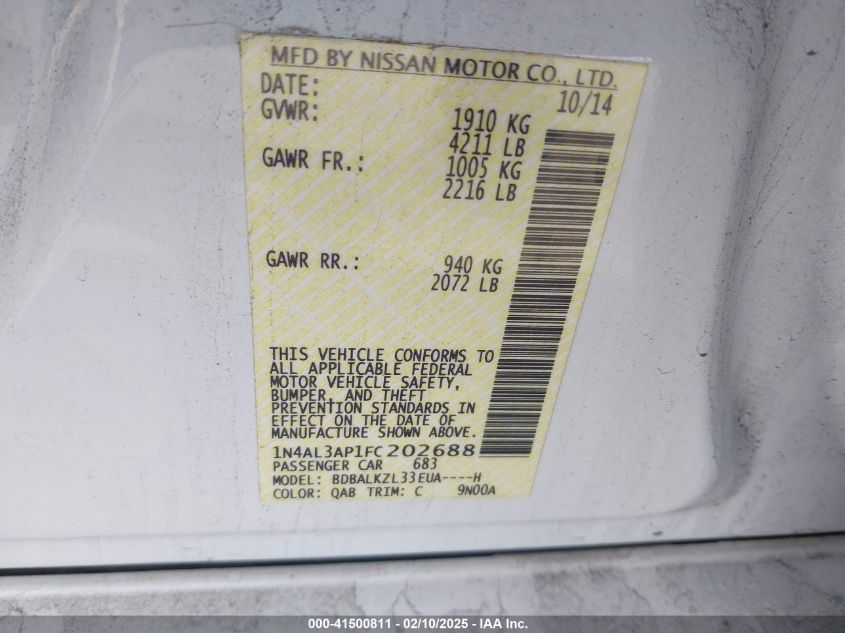 MFD BY NISSAN MOTOR CO., LTD.
DATE: 10/14
GVWR: 1910 KG
4211 LB
GAWR FR.: 1005 KG
2216 LB
GAWR RR.: 940 KG
2072 LB
THIS VEHICLE CONFORMS TO
ALL APPLICABLE FEDERAL
MOTOR VEHICLE SAFETY,
BUMPER, AND THEFT
PREVENTION STANDARDS IN
EFFECT ON THE DATE OF
MANUFACTURE SHOWN ABOVE.
1N4AL3AP1FC202688
PASSENGER CAR 683
MODEL: BDBALKZL33EUA----H
COLOR: QAB TRIM: C 9N00A
000-41500811 - 02/10/2025 - IAA Inc.